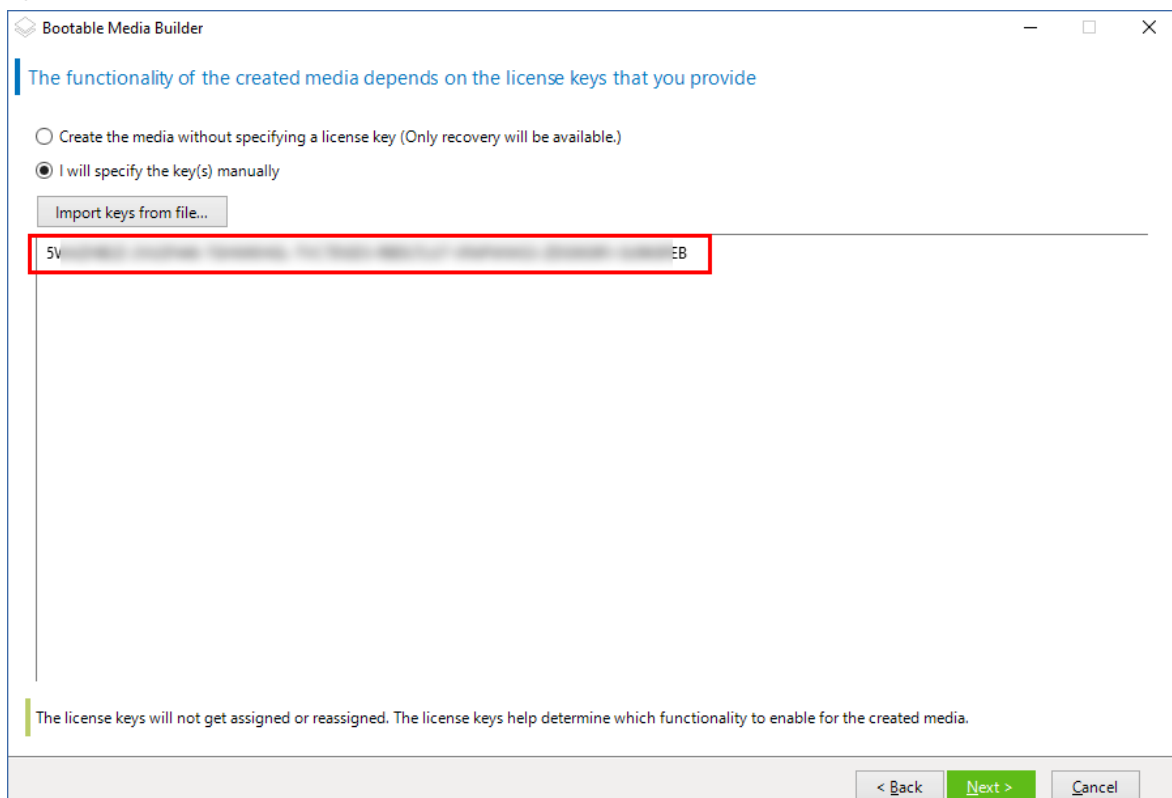 Bootable Media Builder
The functionality of the created media depends on the license keys that you provide
Create the media without specifying a license key (Only recovery will be available.)
I will specify the key(s) manually
Import keys from file...
The license keys will not get assigned or reassigned. The license keys help determine which functionality to enable for the created media.
< Back Next > Cancel